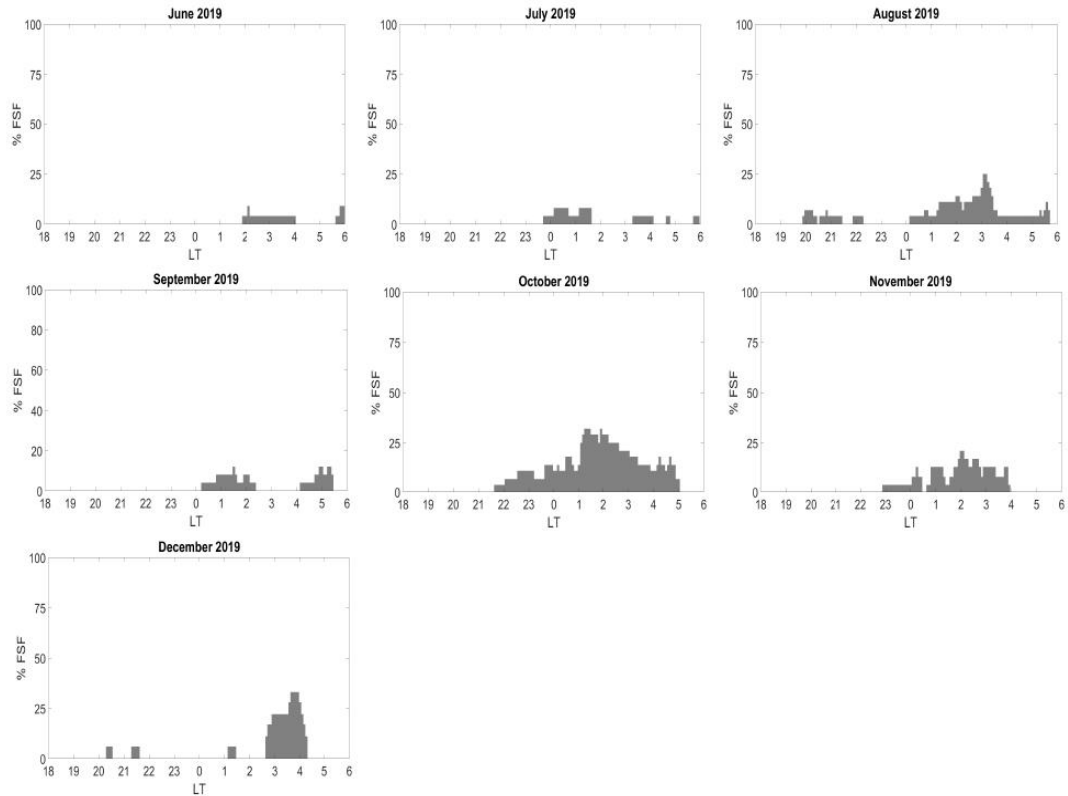 June 2019
100
75
50
25
0
% FSF
18 19 20 21 22 23 0 1 2 3 4 5 6
LT
July 2019
100
75
50
25
0
% FSF
18 19 20 21 22 23 0 1 2 3 4 5 6
LT
August 2019
100
75
50
25
0
% FSF
18 19 20 21 22 23 0 1 2 3 4 5 6
LT
September 2019
100
80
60
40
20
0
% FSF
18 19 20 21 22 23 0 1 2 3 4 5 6
LT
October 2019
100
75
50
25
0
% FSF
18 19 20 21 22 23 0 1 2 3 4 5 6
LT
November 2019
100
75
50
25
0
% FSF
18 19 20 21 22 23 0 1 2 3 4 5 6
LT
December 2019
100
75
50
25
0
% FSF
18 19 20 21 22 23 0 1 2 3 4 5 6
LT